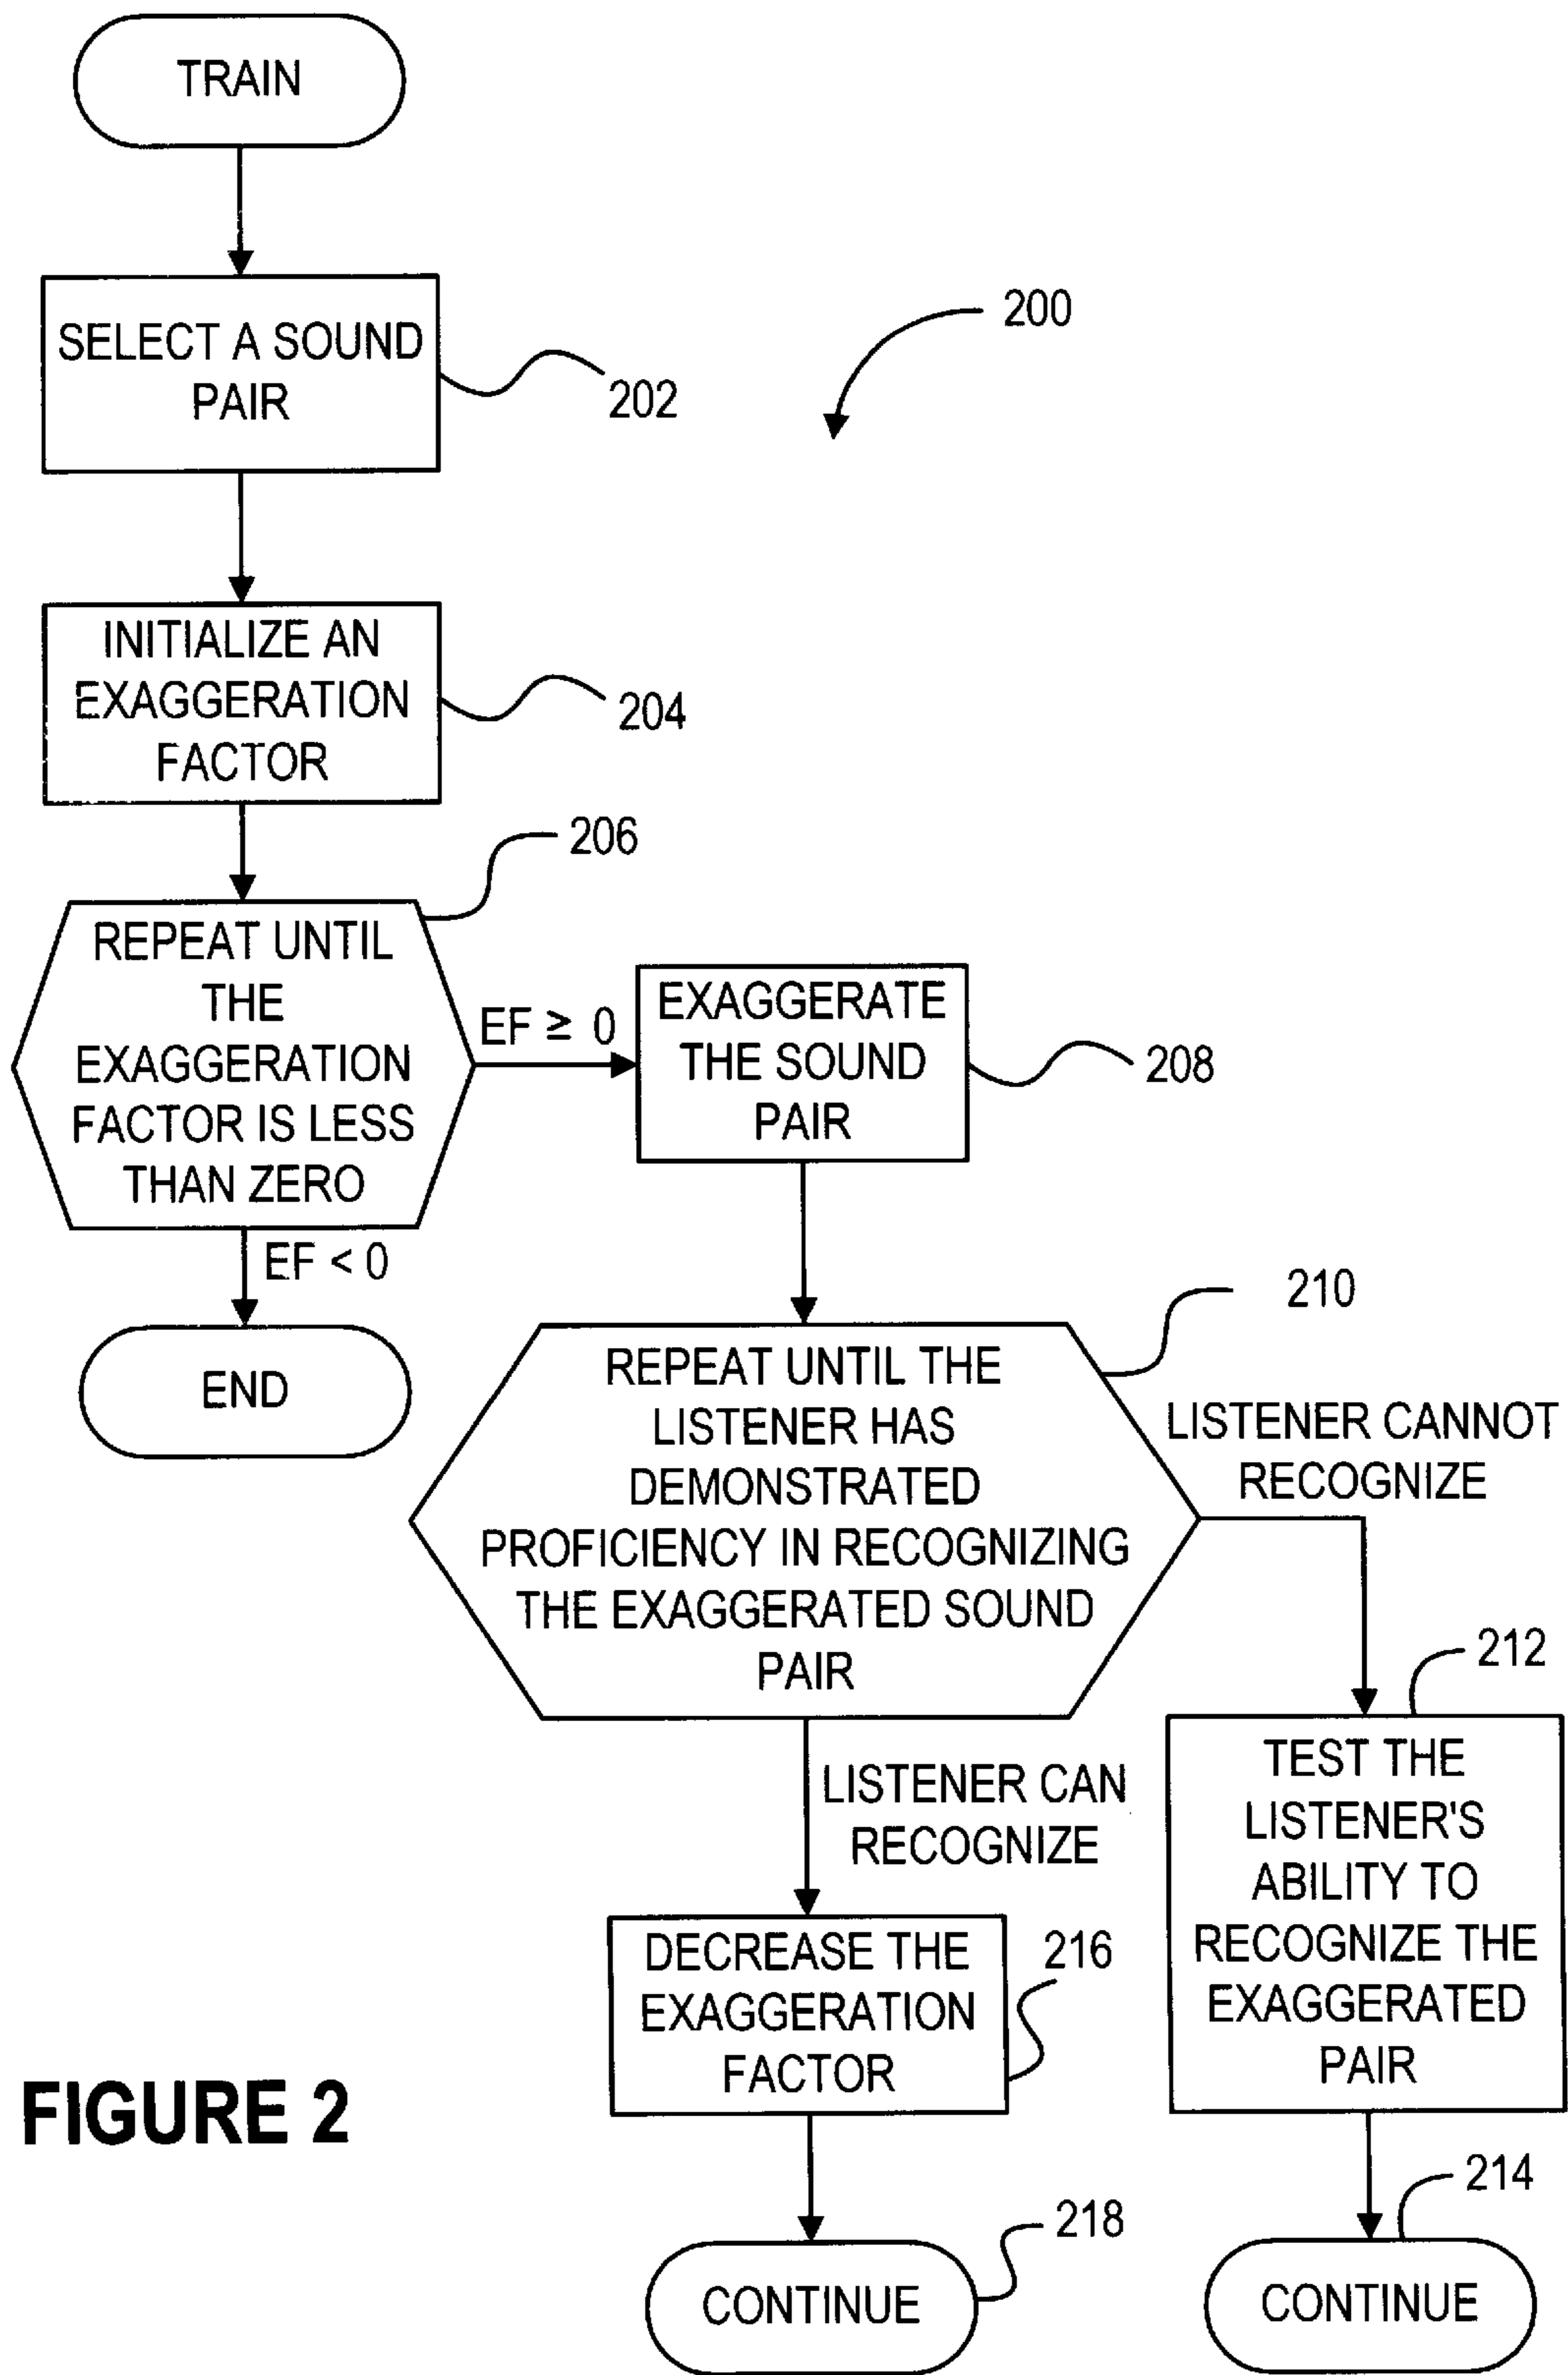 TRAIN
SELECT A SOUND
PAIR
202
200
INITIALIZE AN
EXAGGERATION
FACTOR
204
206
REPEAT UNTIL
THE
EXAGGERATION
FACTOR IS LESS
THAN ZERO
EF ≥ 0
EXAGGERATE
THE SOUND
PAIR
208
EF < 0
END
210
REPEAT UNTIL THE
LISTENER HAS
DEMONSTRATED
PROFICIENCY IN RECOGNIZING
THE EXAGGERATED SOUND
PAIR
LISTENER CANNOT
RECOGNIZE
212
TEST THE
LISTENER'S
ABILITY TO
RECOGNIZE THE
EXAGGERATED
PAIR
LISTENER CAN
RECOGNIZE
DECREASE THE
EXAGGERATION
FACTOR
216
214
218
CONTINUE
CONTINUE
FIGURE 2